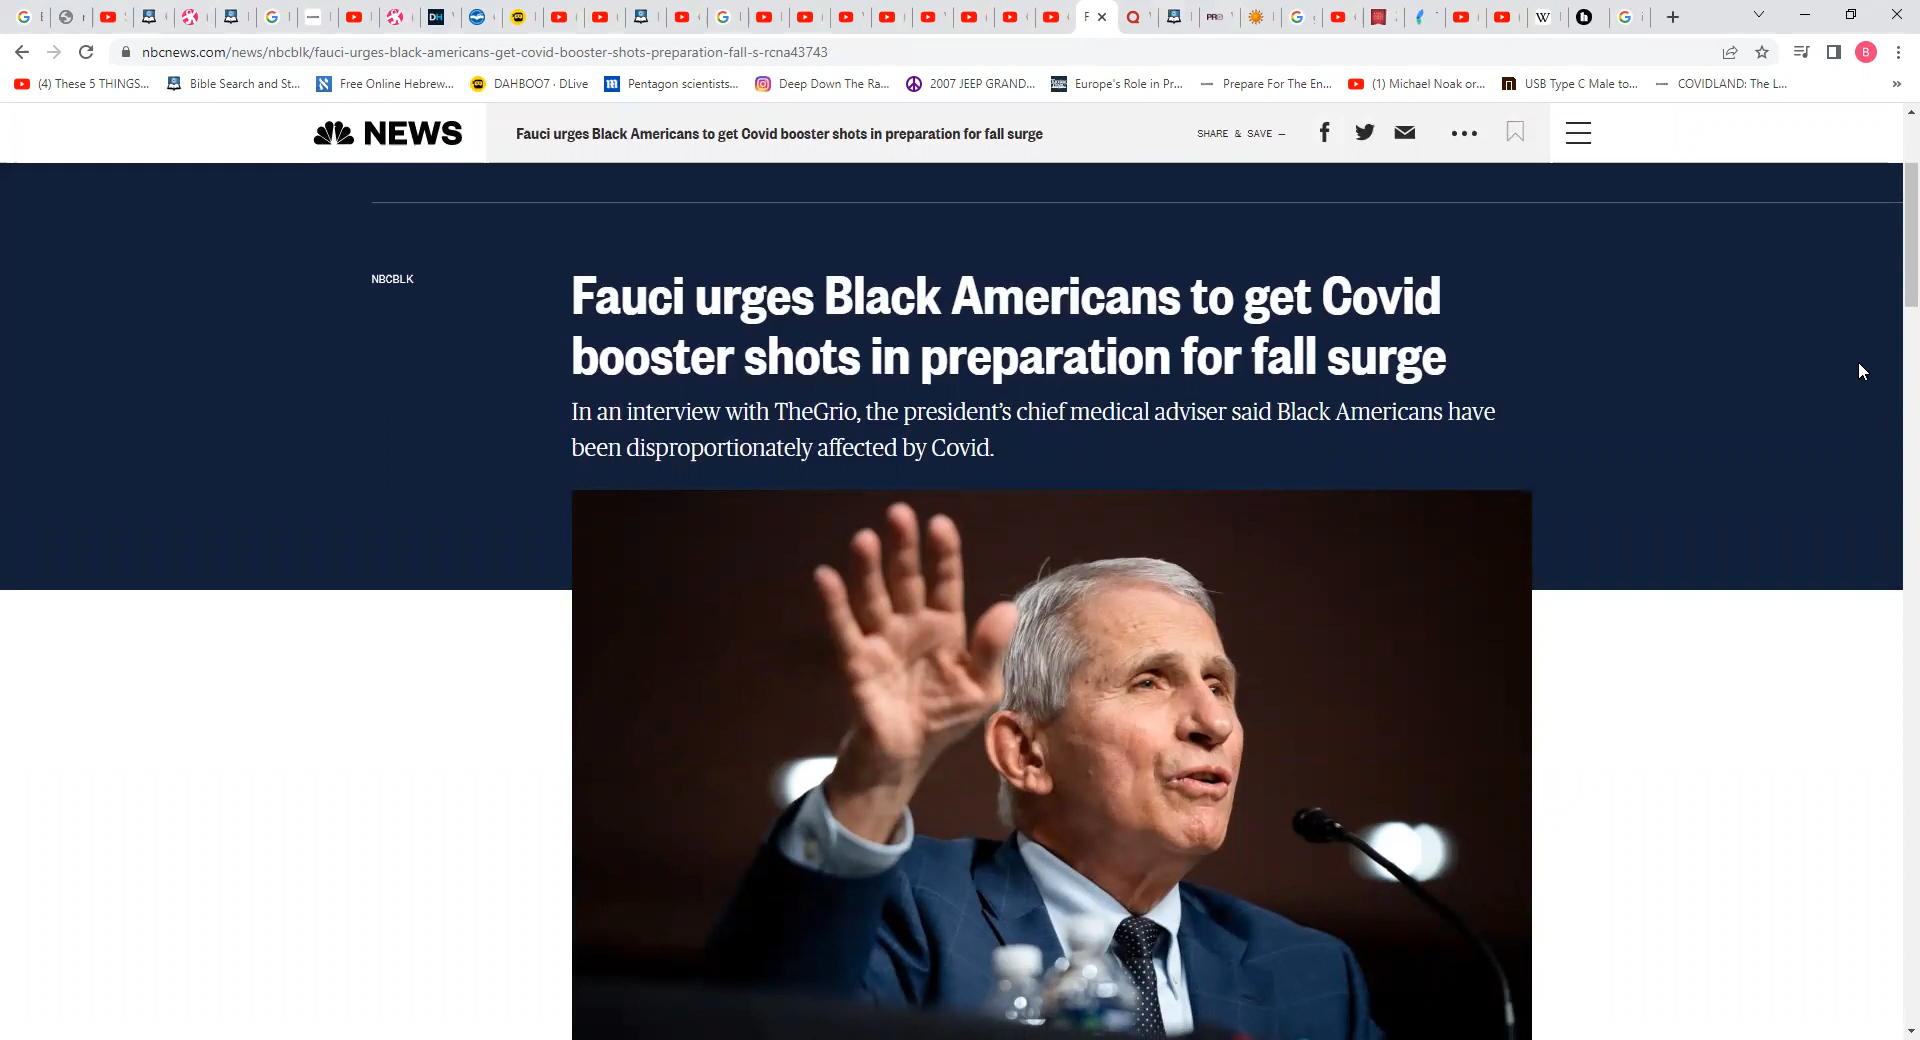 nbcnews.com/news/nbcblk/fauci-urges-black-americans-get-covid-booster-shots-preparation-fall-s-rcna43743
B
(4) These 5 THINGS...
Bible Search and St...
Free Online Hebrew...
DAHBOO7 · DLive
Pentagon scientists...
Deep Down The Ra...
2007 JEEP GRAND...
Europe's Role in Pr...
Prepare For The En...
(1) Michael Noak or...
USB Type C Male to...
COVIDLAND: The L...
NEWS
Fauci urges Black Americans to get Covid booster shots in preparation for fall surge
SHARE & SAVE —
NBCBLK
Fauci urges Black Americans to get Covid
booster shots in preparation for fall surge
In an interview with TheGrio, the president's chief medical adviser said Black Americans have
been disproportionately affected by Covid.